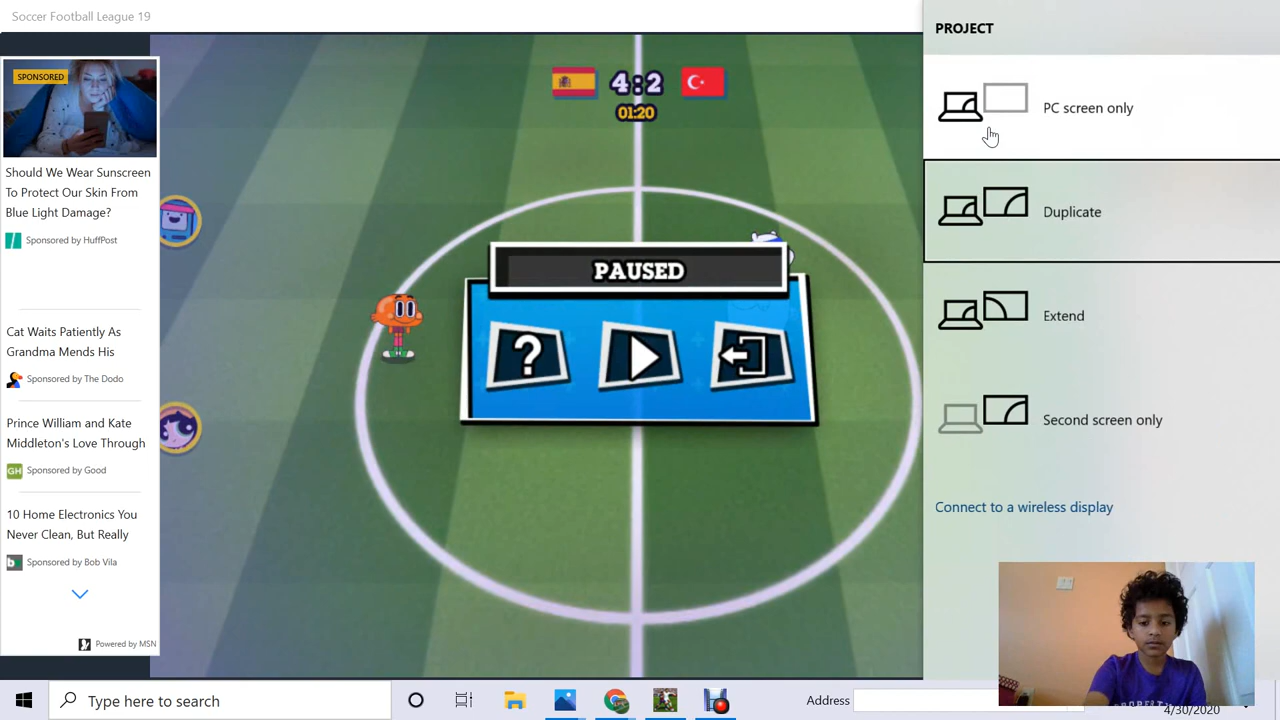 Soccer Football League 19
SPONSORED
Should We Wear Sunscreen
To Protect Our Skin From
Blue Light Damage?
Sponsored by HuffPost
Cat Waits Patiently As
Grandma Mends His
Sponsored by The Dodo
Prince William and Kate
Middleton's Love Through
GH Sponsored by Good
10 Home Electronics You
Never Clean, But Really
b Sponsored by Bob Vila
Powered by MSN
4:2
01:20
PAUSED
?
PROJECT
PC screen only
Duplicate
Extend
Second screen only
Connect to a wireless display
Type here to search
Address
4/30/2020